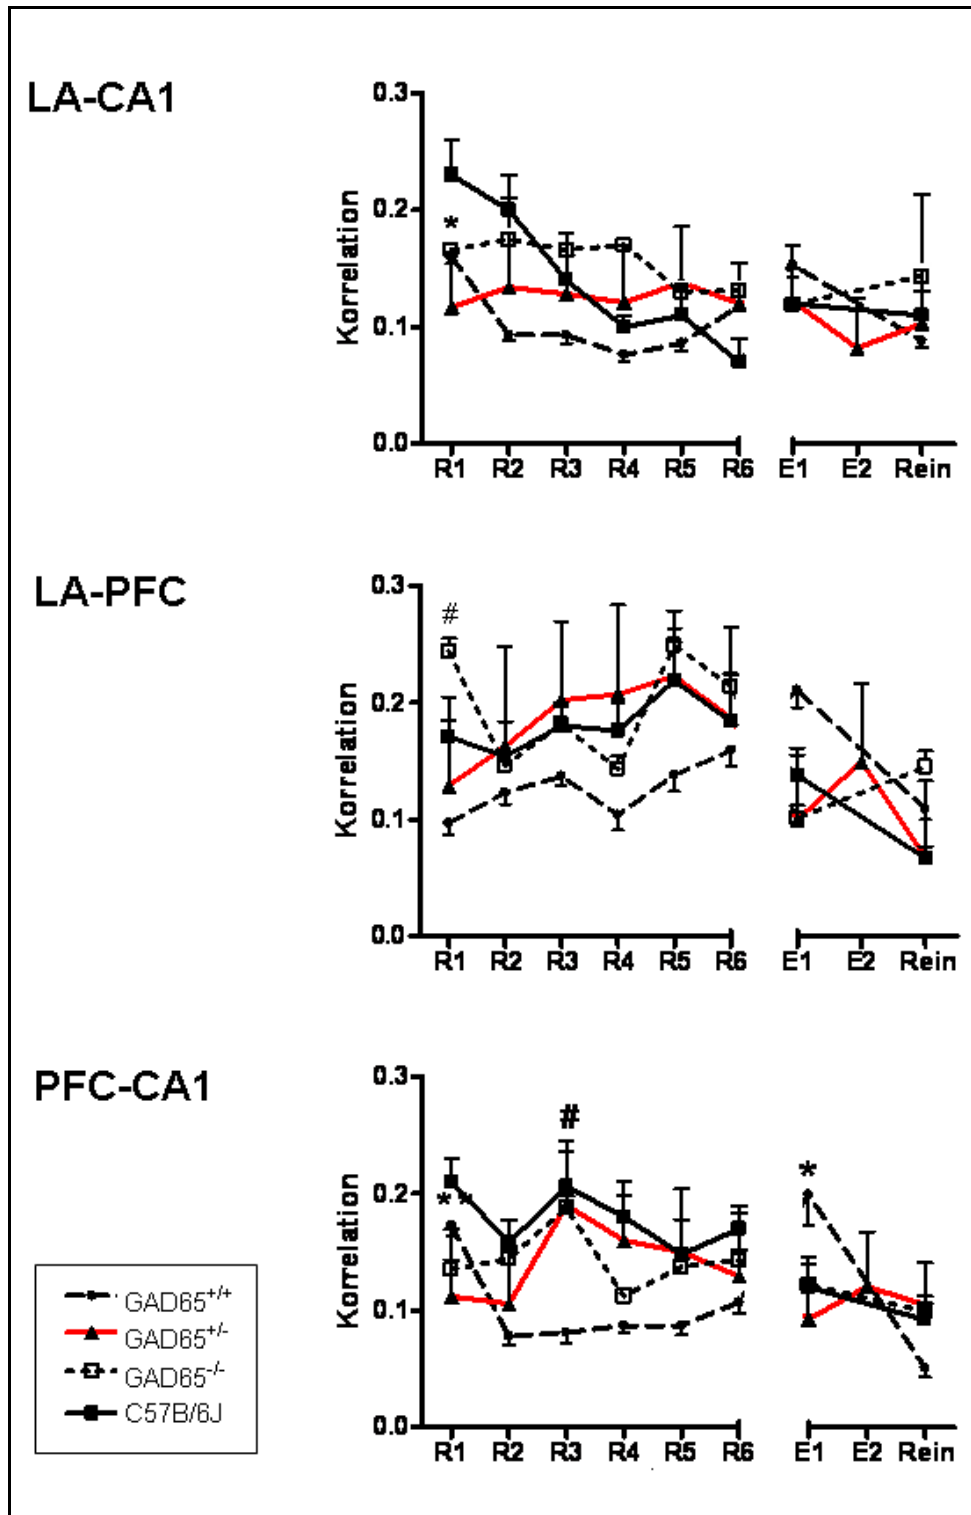 LA-CA1
Korrelation
0.3
0.2
0.1
0.0
*
R1 R2 R3 R4 R5 R6 E1 E2 Rein
LA-PFC
Korrelation
0.3
0.2
0.1
0.0
#
R1 R2 R3 R4 R5 R6 E1 E2 Rein
PFC-CA1
Korrelation
0.3
0.2
0.1
0.0
#
**
*
R1 R2 R3 R4 R5 R6 E1 E2 Rein
GAD65+/+
GAD65+/-
GAD65-/-
C57B/6J